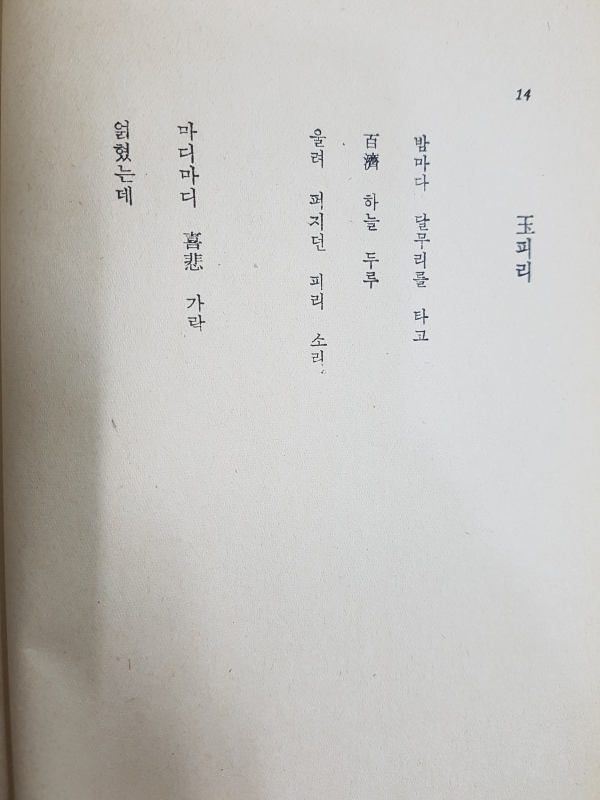 14
玉피리
밤마다 달무리를 타고
百濟 하늘 두루
울려 퍼지던 피리 소리.
마디마디 喜悲 가락
얽혔는데